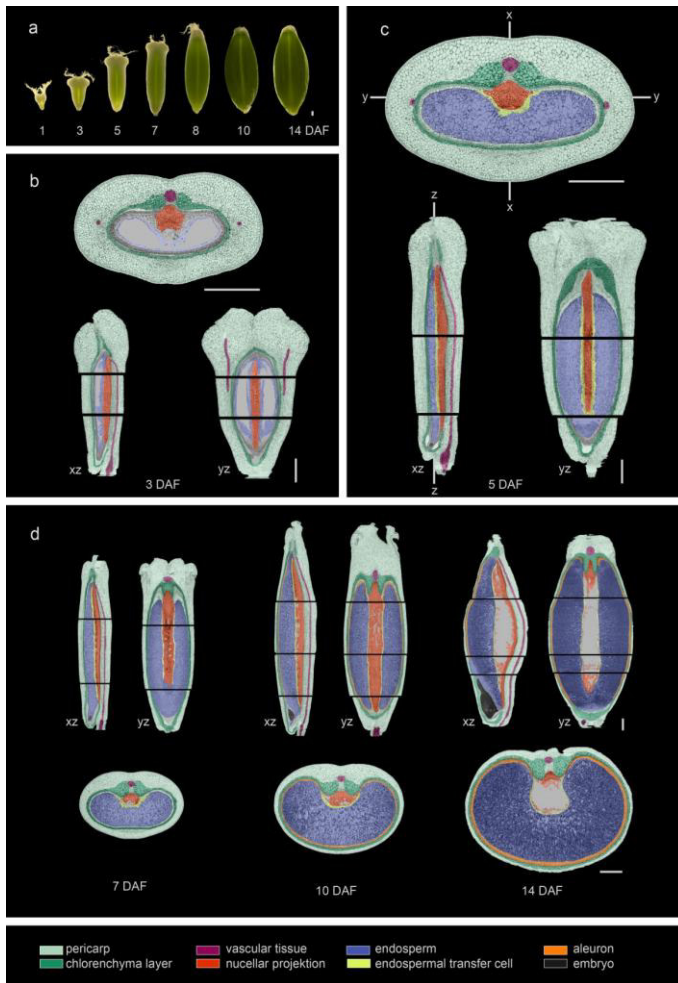 a
1 3 5 7 8 10 14 DAF
b
xz
yz
3 DAF
c
x
y y
x
z
xz
z
yz
5 DAF
d
xz yz xz yz xz yz
7 DAF 10 DAF 14 DAF
pericarp vascular tissue endosperm aleuron
chlorenchyma layer nucellar projektion endospermal transfer cell embryo